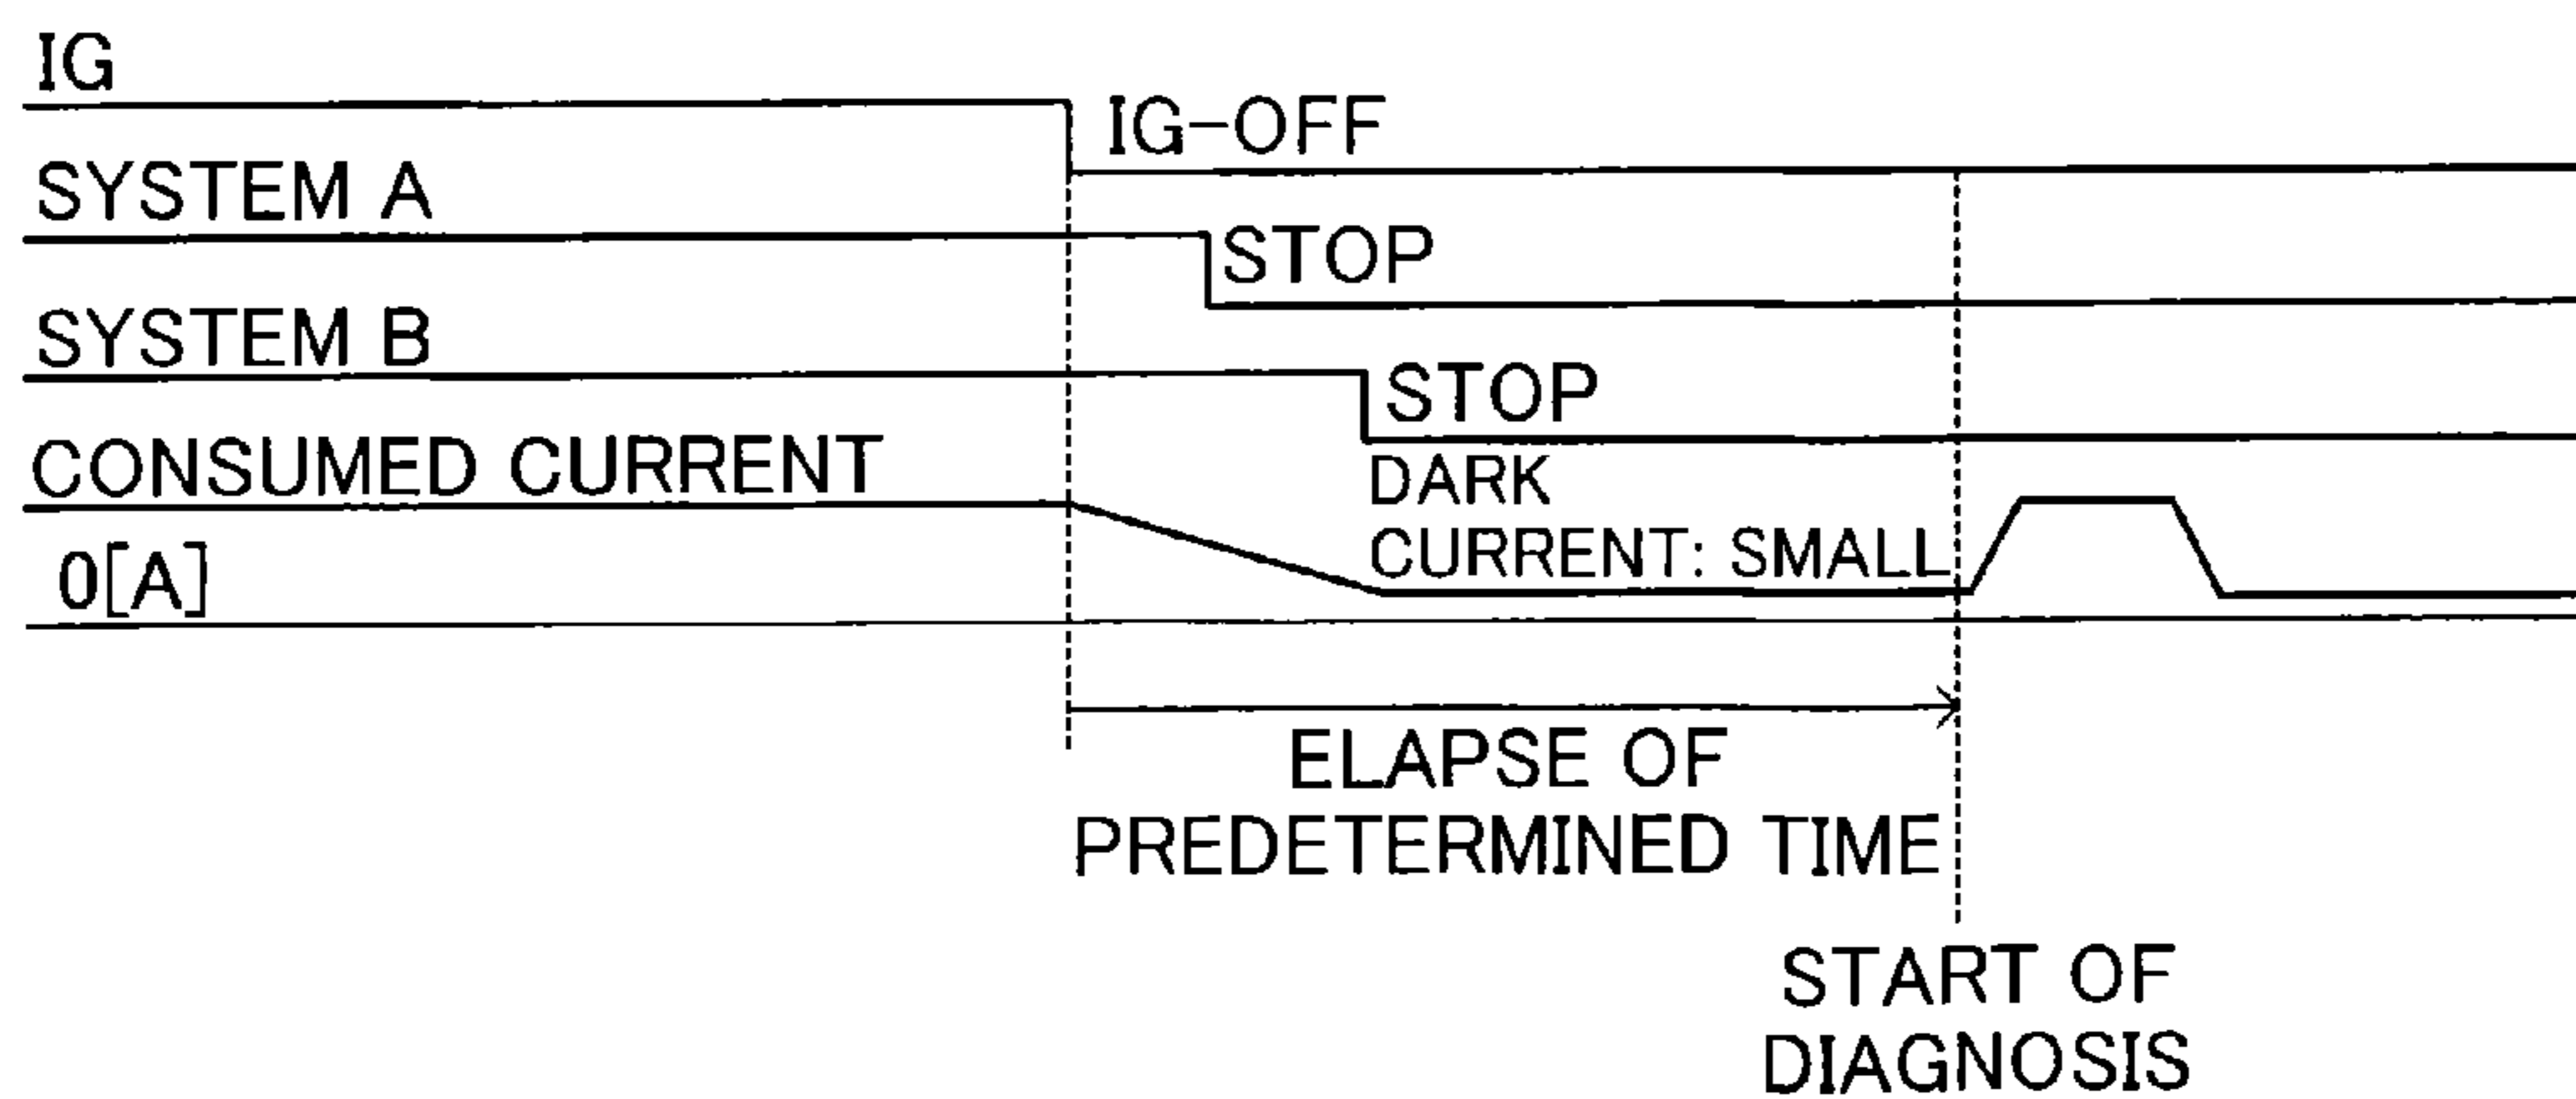 IG
IG-OFF
SYSTEM A
STOP
SYSTEM B
STOP
CONSUMED CURRENT
DARK
CURRENT: SMALL
0[A]
ELAPSE OF
PREDETERMINED TIME
START OF
DIAGNOSIS